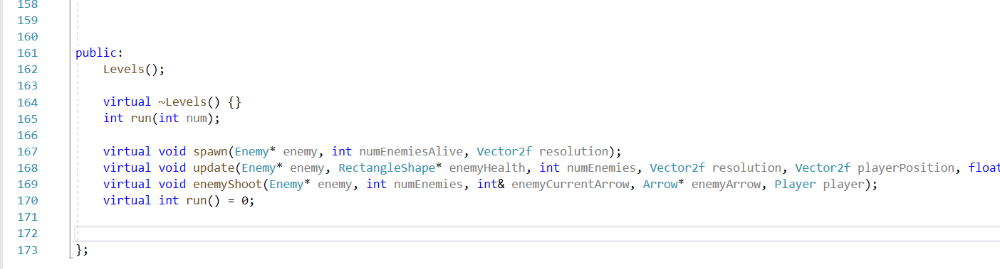 158
159
160
161 public:
162 Levels();
163
164 virtual ~Levels() {}
165 int run(int num);
166
167 virtual void spawn(Enemy* enemy, int numEnemiesAlive, Vector2f resolution);
168 virtual void update(Enemy* enemy, RectangleShape* enemyHealth, int numEnemies, Vector2f resolution, Vector2f playerPosition, float
169 virtual void enemyShoot(Enemy* enemy, int numEnemies, int& enemyCurrentArrow, Arrow* enemyArrow, Player player);
170 virtual int run() = 0;
171
172
173 };